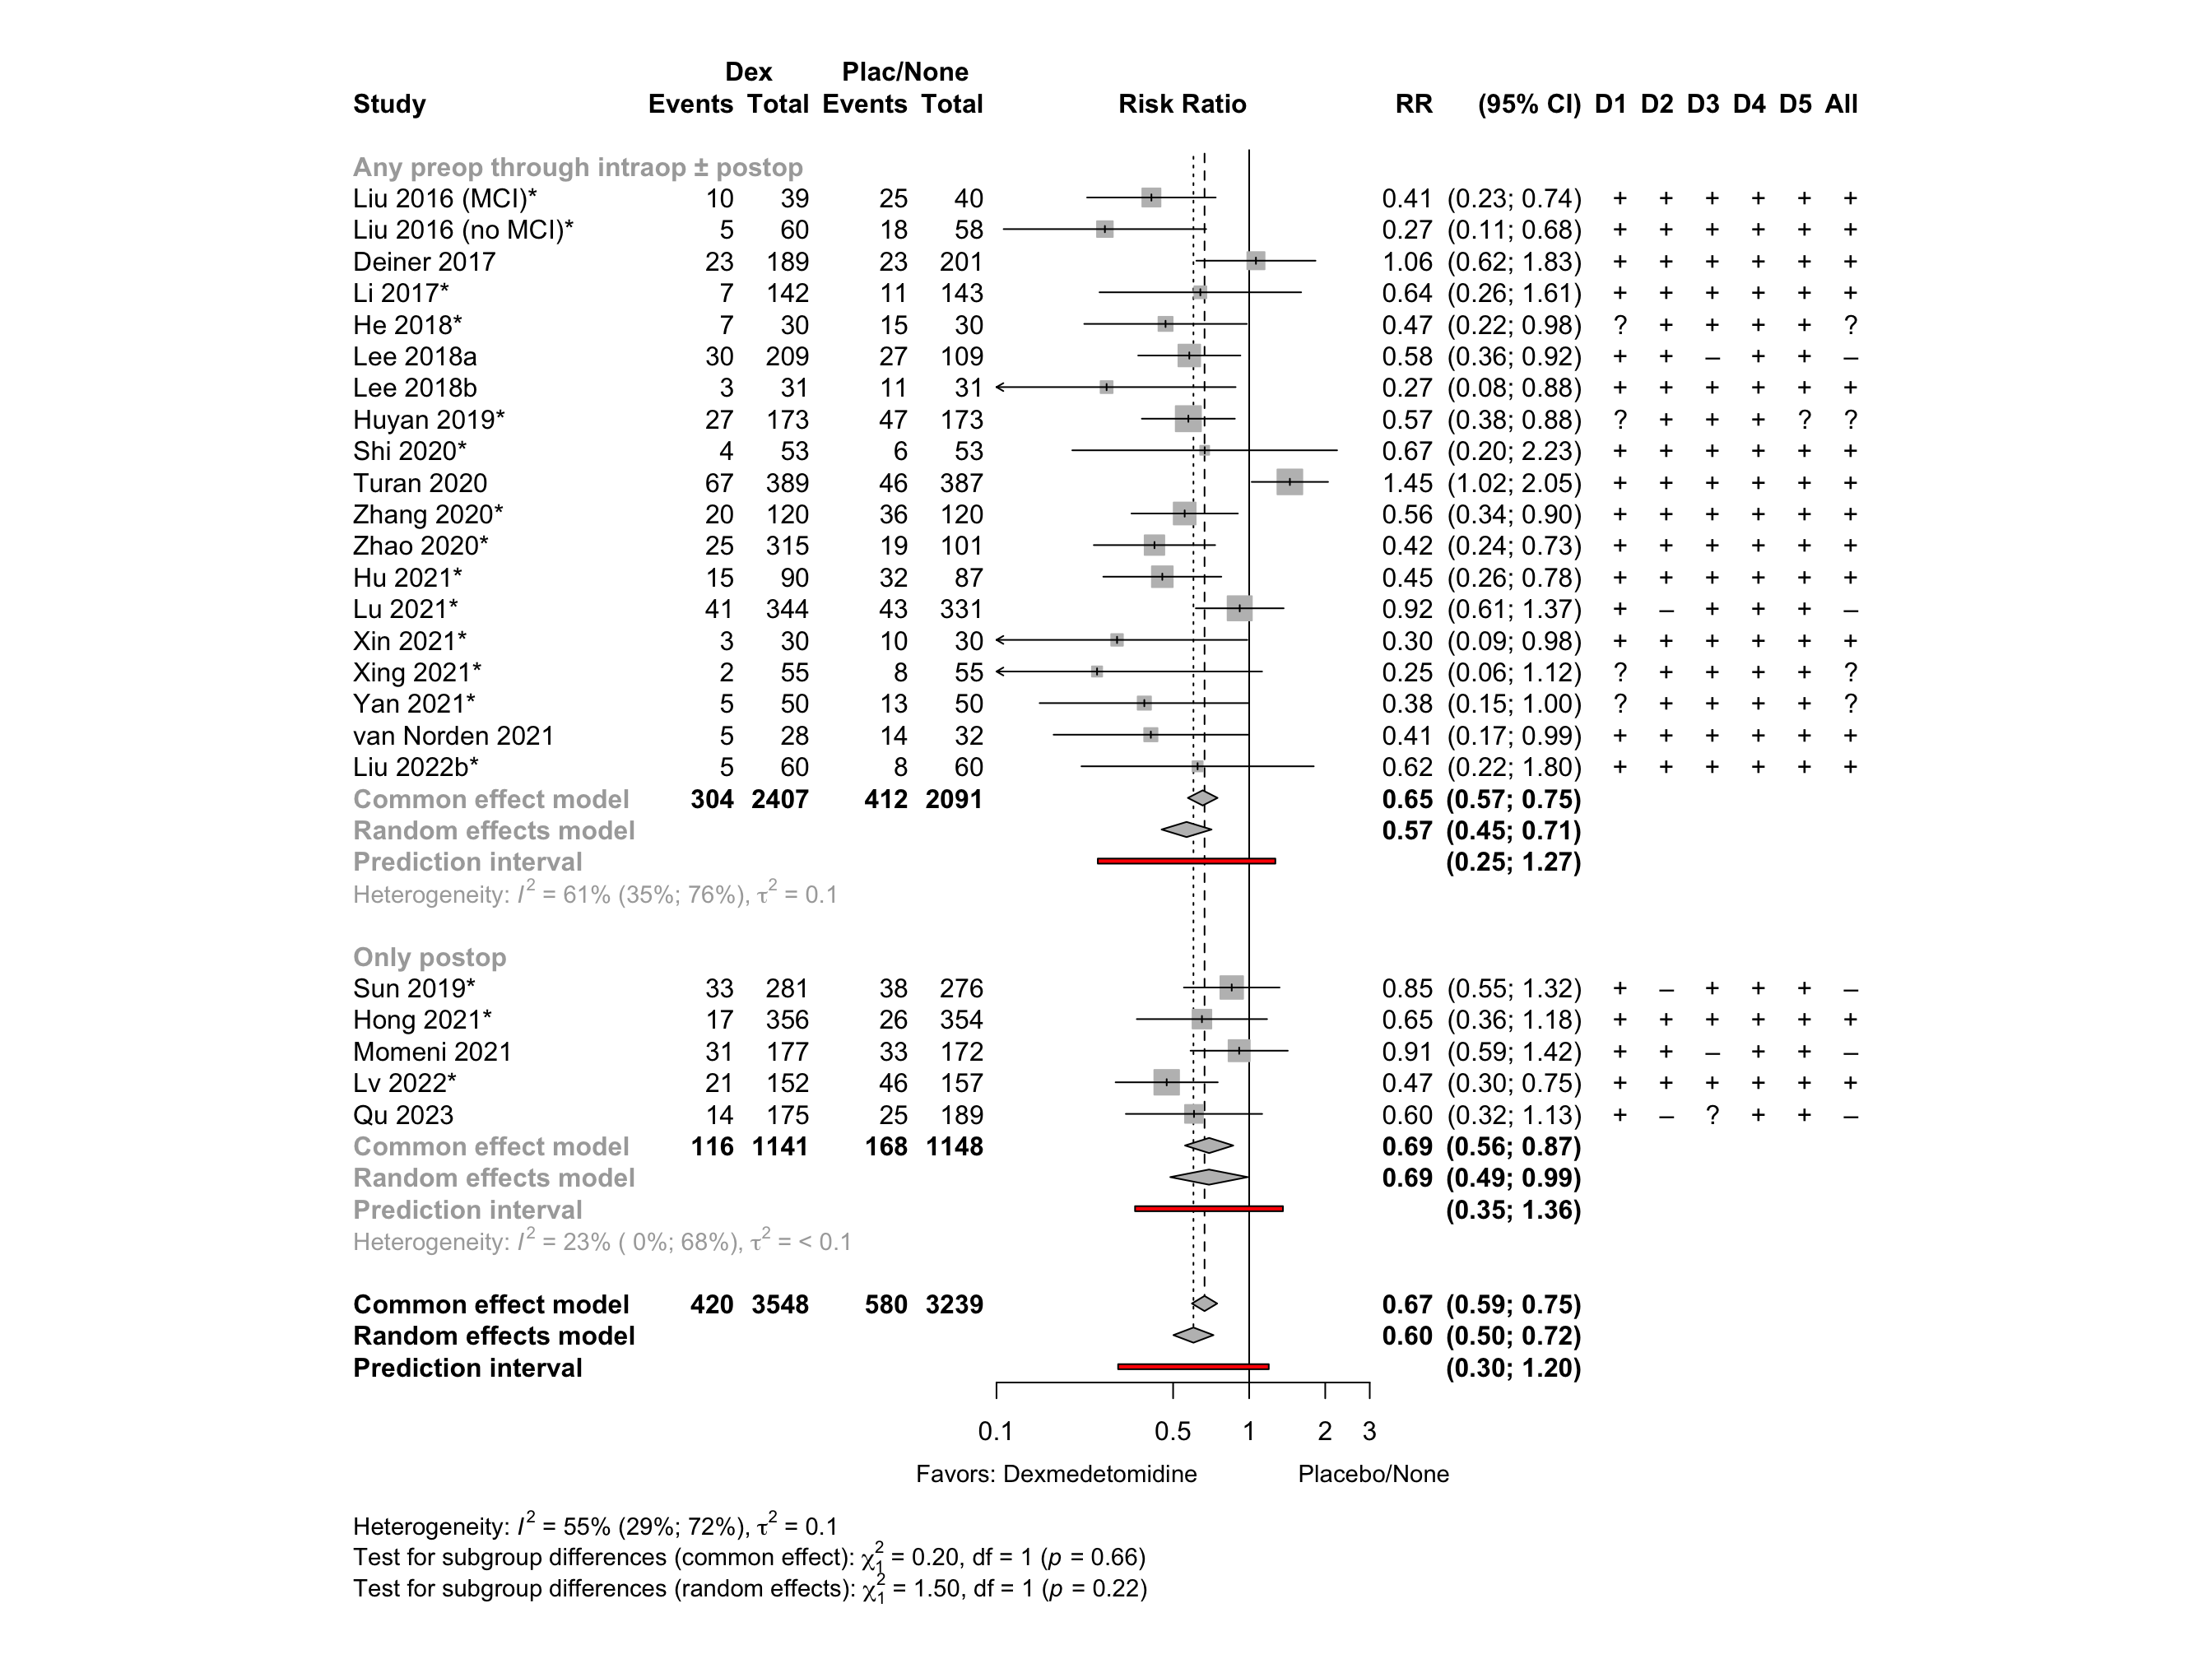 Dex Plac/None
Study Events Total Events Total Risk Ratio RR (95% CI) D1 D2 D3 D4 D5 All
Any preop through intraop ± postop
Liu 2016 (MCI)* 10 39 25 40 0.41 (0.23; 0.74) + + + + + +
Liu 2016 (no MCI)* 5 60 18 58 0.27 (0.11; 0.68) + + + + + +
Deiner 2017 23 189 23 201 1.06 (0.62; 1.83) + + + + + +
Li 2017* 7 142 11 143 0.64 (0.26; 1.61) + + + + + +
He 2018* 7 30 15 30 0.47 (0.22; 0.98) ? + + + + ?
Lee 2018a 30 209 27 109 0.58 (0.36; 0.92) + + – + + –
Lee 2018b 3 31 11 31 0.27 (0.08; 0.88) + + + + + +
Huyan 2019* 27 173 47 173 0.57 (0.38; 0.88) ? + + + ? ?
Shi 2020* 4 53 6 53 0.67 (0.20; 2.23) + + + + + +
Turan 2020 67 389 46 387 1.45 (1.02; 2.05) + + + + + +
Zhang 2020* 20 120 36 120 0.56 (0.34; 0.90) + + + + + +
Zhao 2020* 25 315 19 101 0.42 (0.24; 0.73) + + + + + +
Hu 2021* 15 90 32 87 0.45 (0.26; 0.78) + + + + + +
Lu 2021* 41 344 43 331 0.92 (0.61; 1.37) + – + + + –
Xin 2021* 3 30 10 30 0.30 (0.09; 0.98) + + + + + +
Xing 2021* 2 55 8 55 0.25 (0.06; 1.12) ? + + + + ?
Yan 2021* 5 50 13 50 0.38 (0.15; 1.00) ? + + + + ?
van Norden 2021 5 28 14 32 0.41 (0.17; 0.99) + + + + + +
Liu 2022b* 5 60 8 60 0.62 (0.22; 1.80) + + + + + +
Common effect model 304 2407 412 2091 0.65 (0.57; 0.75)
Random effects model 0.57 (0.45; 0.71)
Prediction interval (0.25; 1.27)
Heterogeneity: I² = 61% (35%; 76%), τ² = 0.1
Only postop
Sun 2019* 33 281 38 276 0.85 (0.55; 1.32) + – + + + –
Hong 2021* 17 356 26 354 0.65 (0.36; 1.18) + + + + + +
Momeni 2021 31 177 33 172 0.91 (0.59; 1.42) + + – + + –
Lv 2022* 21 152 46 157 0.47 (0.30; 0.75) + + + + + +
Qu 2023 14 175 25 189 0.60 (0.32; 1.13) + – ? + + –
Common effect model 116 1141 168 1148 0.69 (0.56; 0.87)
Random effects model 0.69 (0.49; 0.99)
Prediction interval (0.35; 1.36)
Heterogeneity: I² = 23% ( 0%; 68%), τ² = < 0.1
Common effect model 420 3548 580 3239 0.67 (0.59; 0.75)
Random effects model 0.60 (0.50; 0.72)
Prediction interval (0.30; 1.20)
0.1 0.5 1 2 3
Favors: Dexmedetomidine Placebo/None
Heterogeneity: I² = 55% (29%; 72%), τ² = 0.1
Test for subgroup differences (common effect): χ²₁ = 0.20, df = 1 (p = 0.66)
Test for subgroup differences (random effects): χ²₁ = 1.50, df = 1 (p = 0.22)